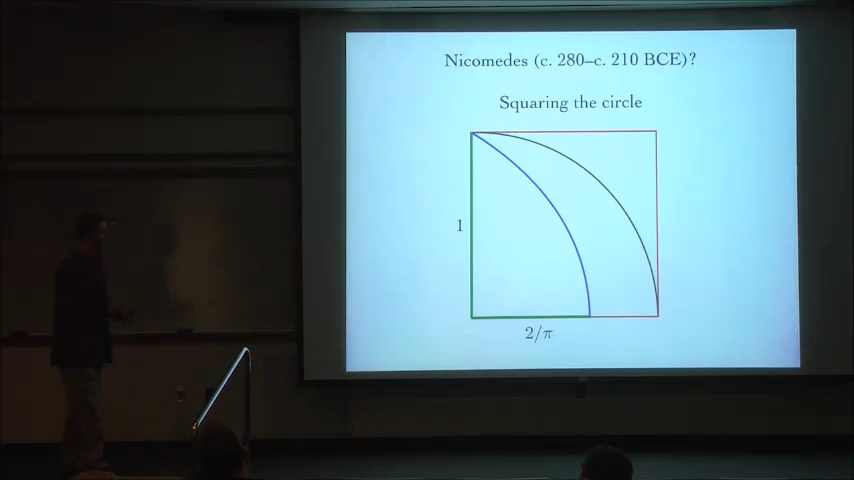 Nicomedes (c. 280–c. 210 BCE)?
Squaring the circle
1
2/π